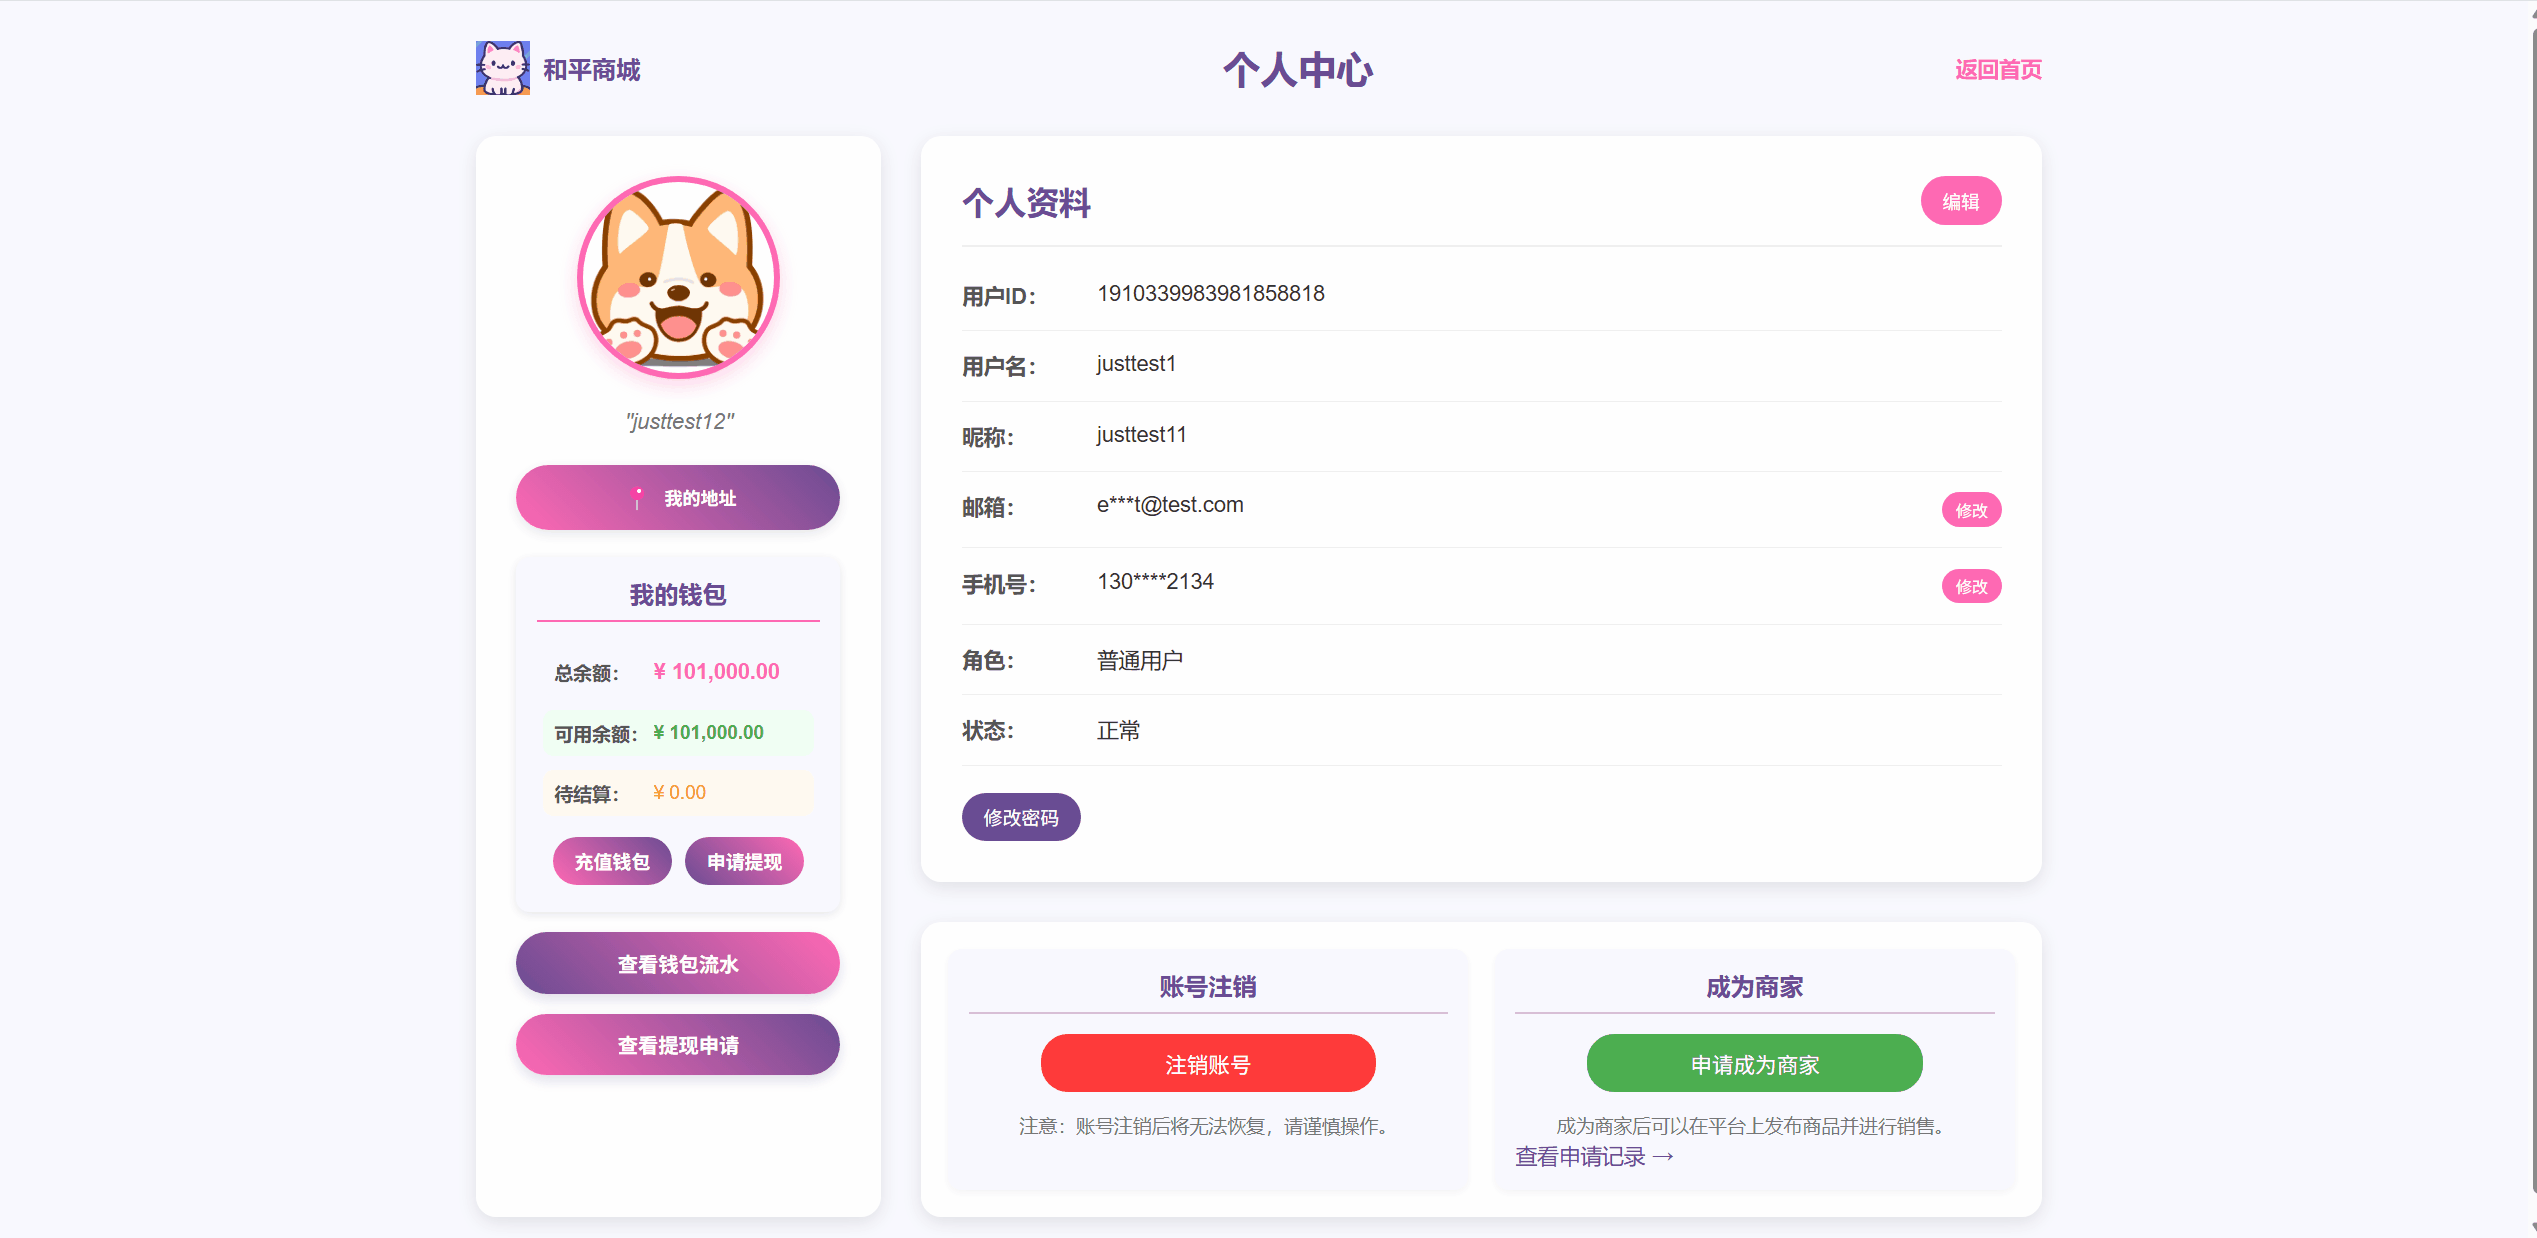 和平商城
个人中心
返回首页
"justtest12"
我的地址
我的钱包
总余额： ¥ 101,000.00
可用余额： ¥ 101,000.00
待结算： ¥ 0.00
充值钱包 申请提现
查看钱包流水
查看提现申请
个人资料
编辑
用户ID： 1910339983981858818
用户名： justtest1
昵称： justtest11
邮箱： e***t@test.com 修改
手机号： 130****2134 修改
角色： 普通用户
状态： 正常
修改密码
账号注销
注销账号
注意：账号注销后将无法恢复，请谨慎操作。
成为商家
申请成为商家
成为商家后可以在平台上发布商品并进行销售。
查看申请记录 →